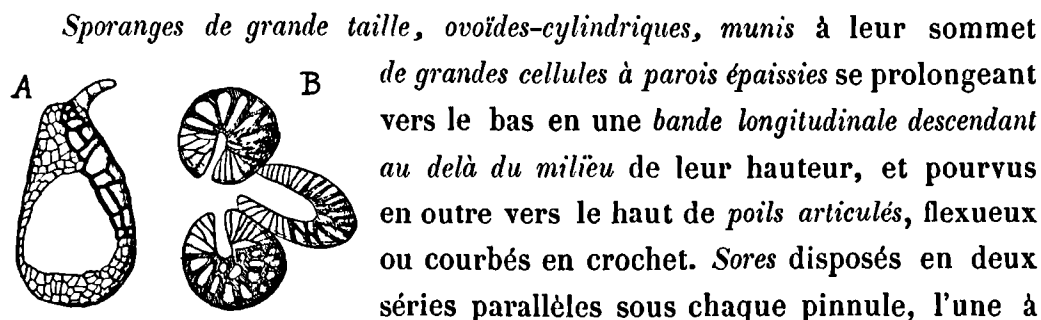 Sporanges de grande taille, ovoïdes-cylindriques, munis à leur sommet
A B
de grandes cellules à parois épaissies se prolongeant
vers le bas en une bande longitudinale descendant
au delà du milieu de leur hauteur, et pourvus
en outre vers le haut de poils articulés, flexueux
ou courbés en crochet. Sores disposés en deux
séries parallèles sous chaque pinnule, l'une à